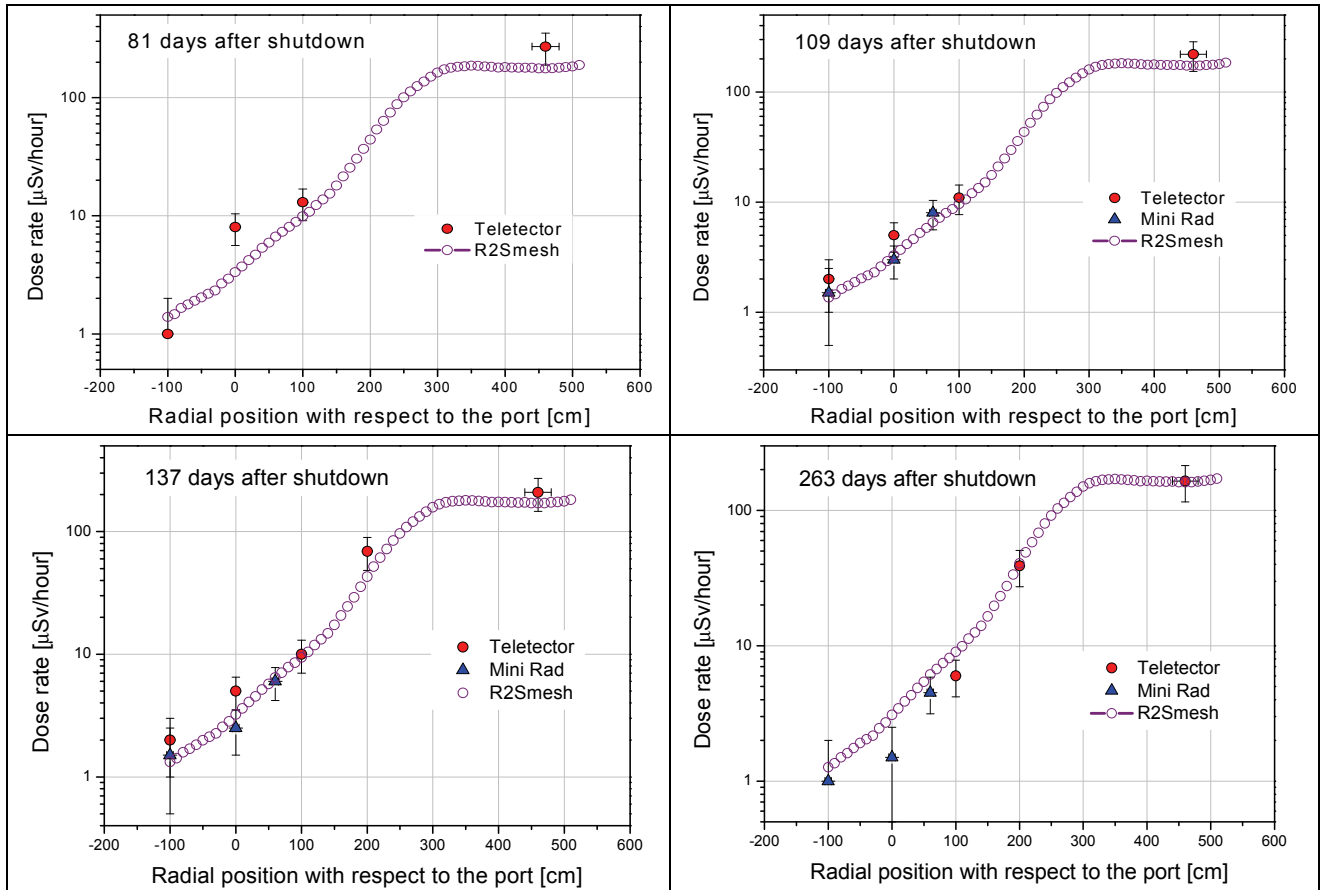 81 days after shutdown
Dose rate [μSv/hour]
100
10
1
Teletector
R2Smesh
-200 -100 0 100 200 300 400 500 600
Radial position with respect to the port [cm]
109 days after shutdown
Dose rate [μSv/hour]
100
10
1
Teletector
Mini Rad
R2Smesh
-200 -100 0 100 200 300 400 500 600
Radial position with respect to the port [cm]
137 days after shutdown
Dose rate [μSv/hour]
100
10
1
Teletector
Mini Rad
R2Smesh
-200 -100 0 100 200 300 400 500 600
Radial position with respect to the port [cm]
263 days after shutdown
Dose rate [μSv/hour]
100
10
1
Teletector
Mini Rad
R2Smesh
-200 -100 0 100 200 300 400 500 600
Radial position with respect to the port [cm]